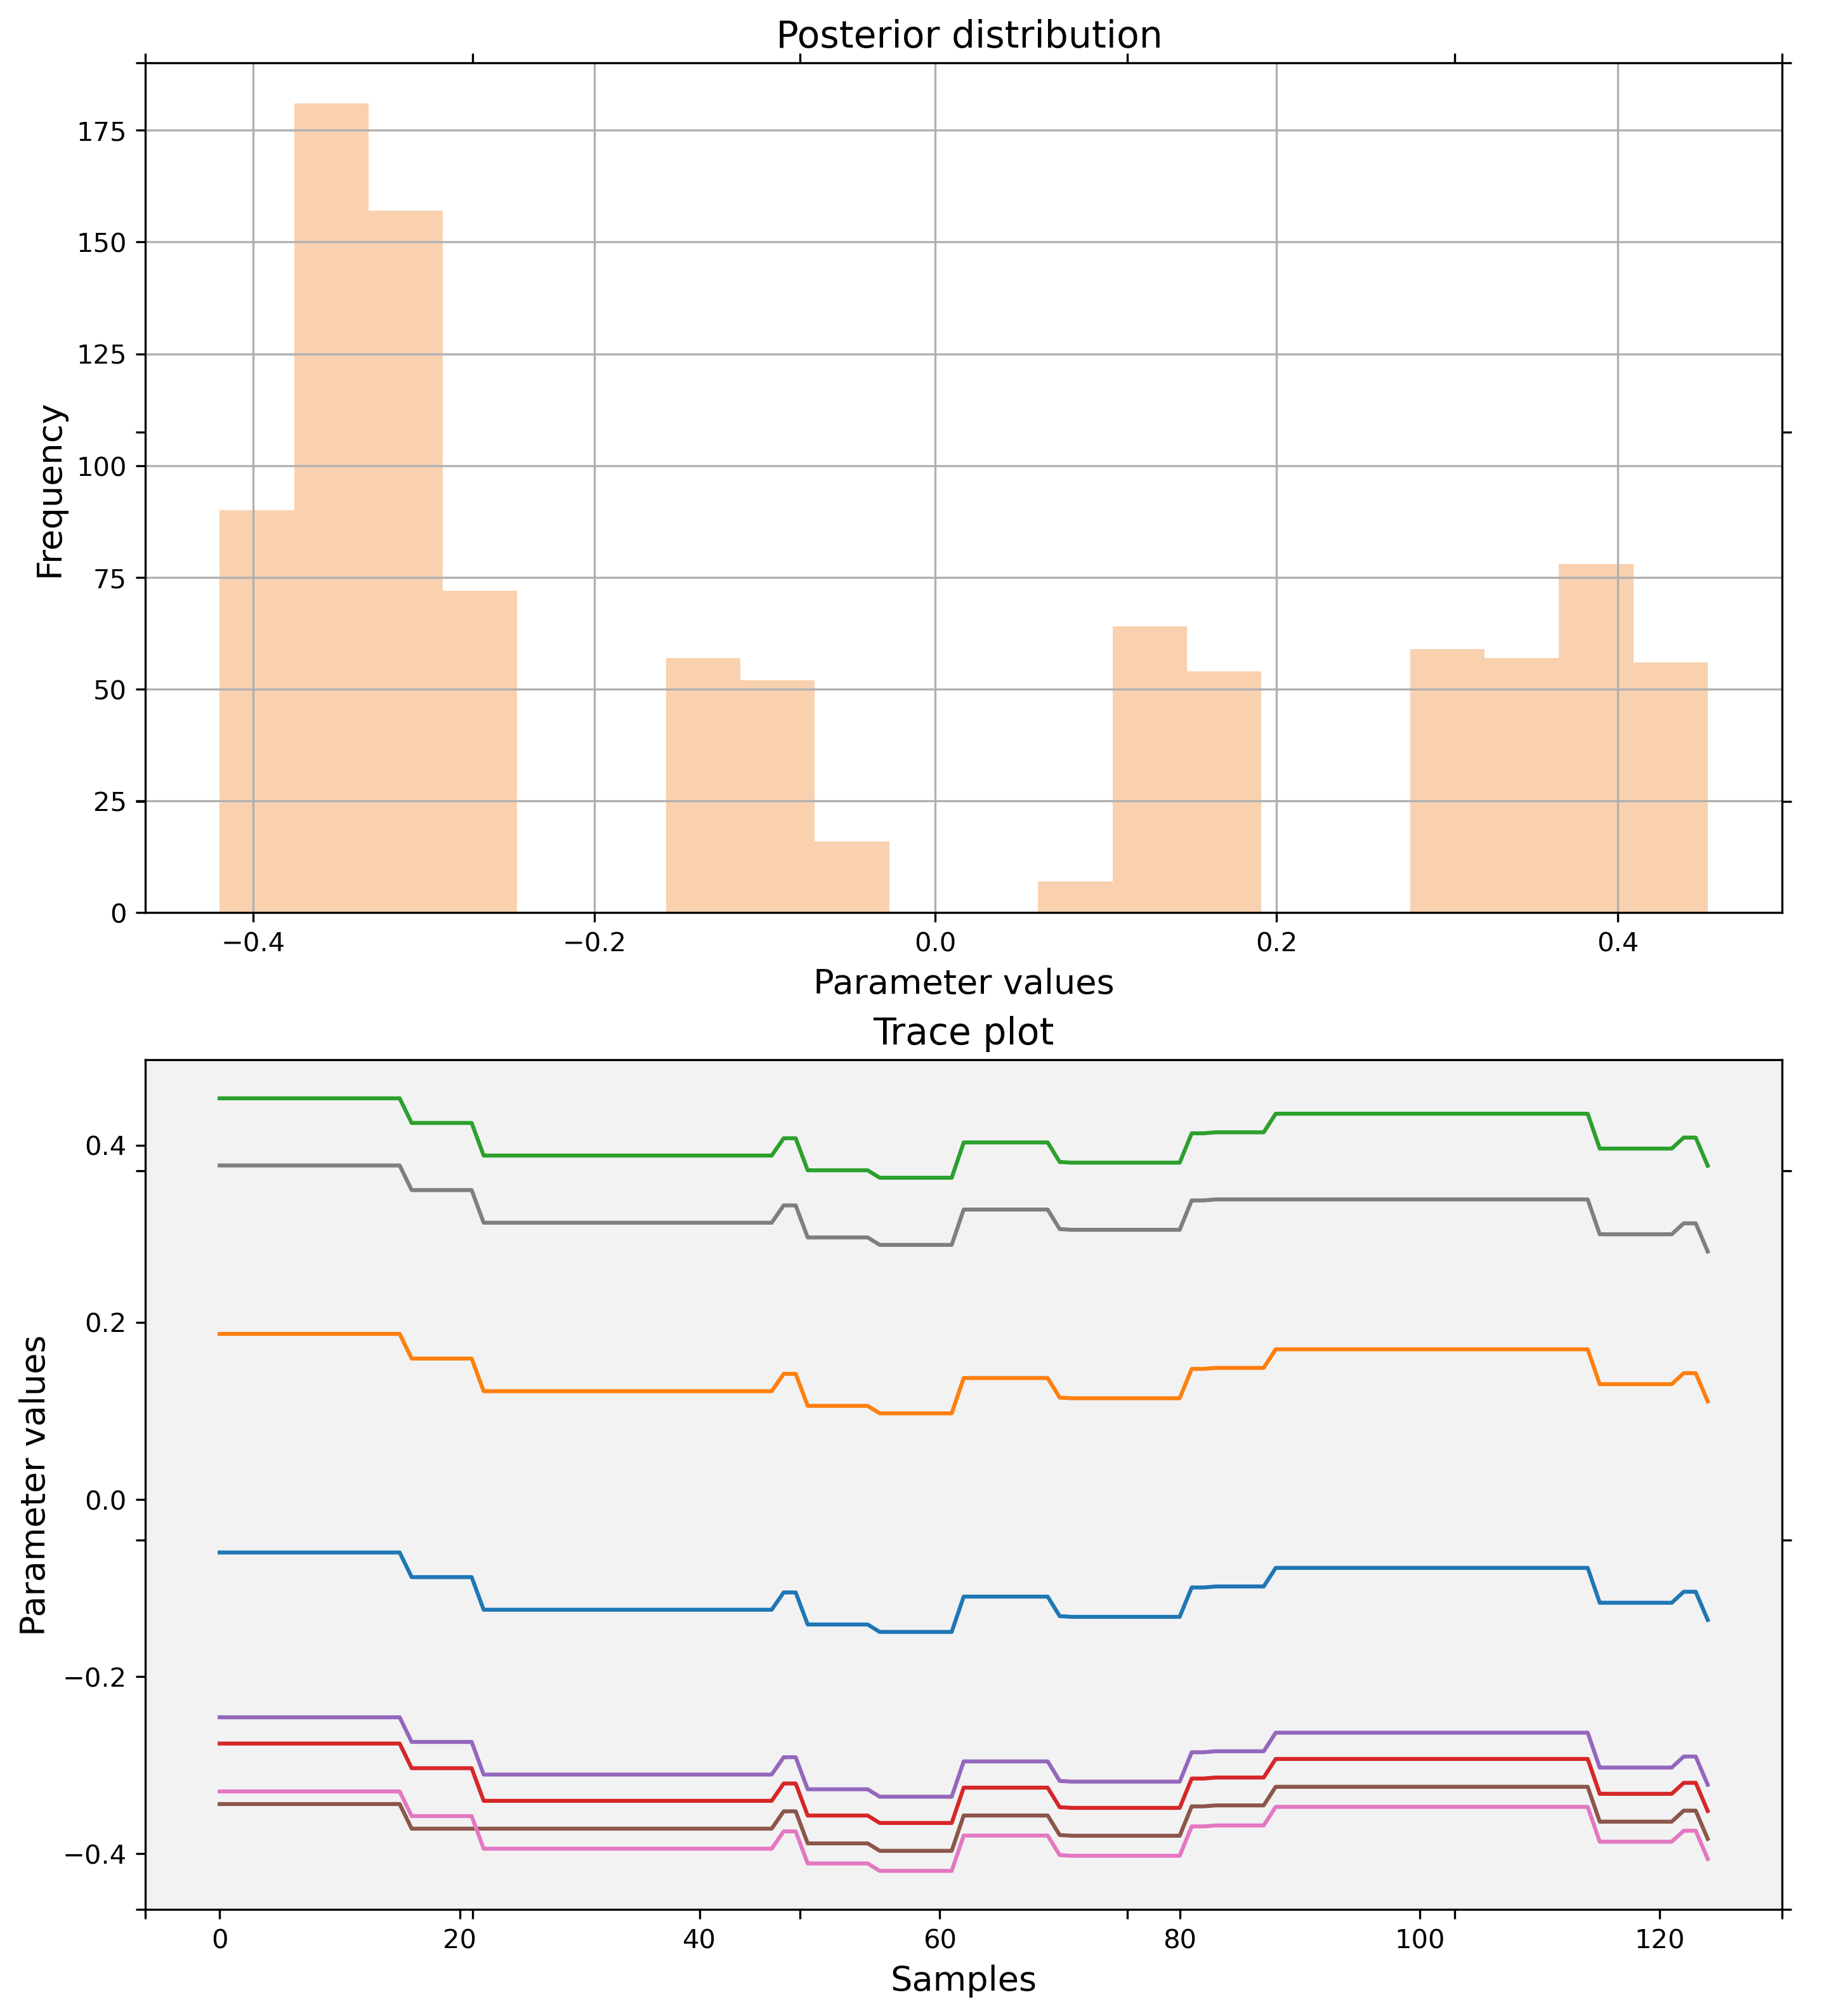 Posterior distribution
175
150
125
100
75
50
25
0
Frequency
−0.4 −0.2 0.0 0.2 0.4
Parameter values
Trace plot
0.4
0.2
0.0
−0.2
−0.4
Parameter values
0 20 40 60 80 100 120
Samples